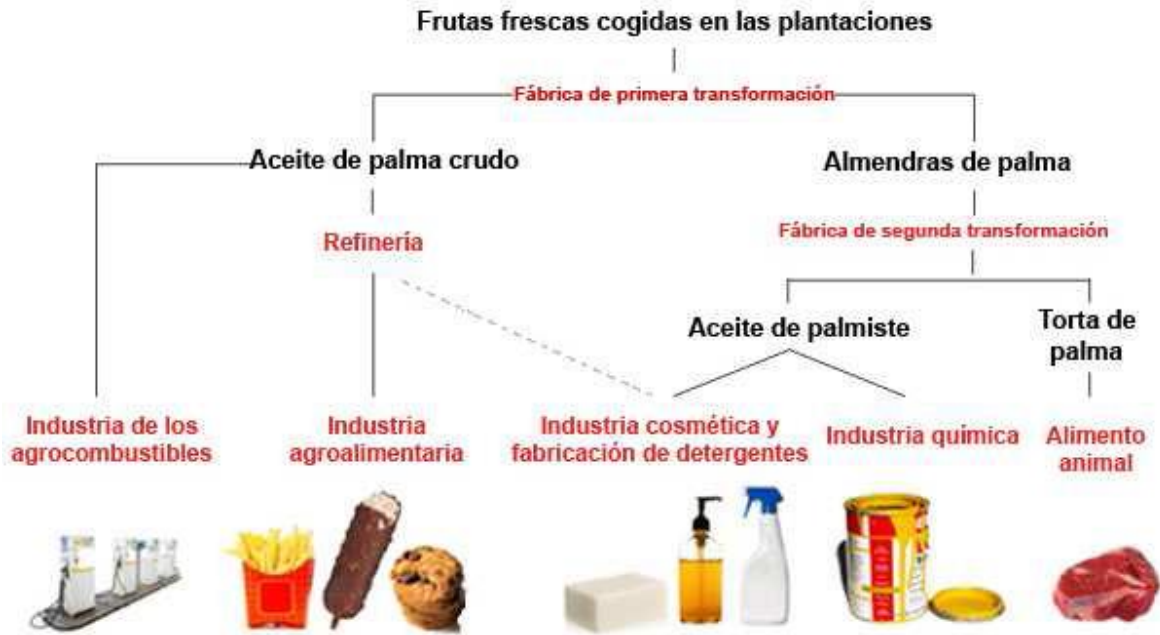 Frutas frescas cogidas en las plantaciones
Fábrica de primera transformación
Aceite de palma crudo
Almendras de palma
Refinería
Fábrica de segunda transformación
Aceite de palmiste
Torta de
palma
Industria de los
agrocombustibles
Industria
agroalimentaria
Industria cosmética y
fabricación de detergentes
Industria química
Alimento
animal